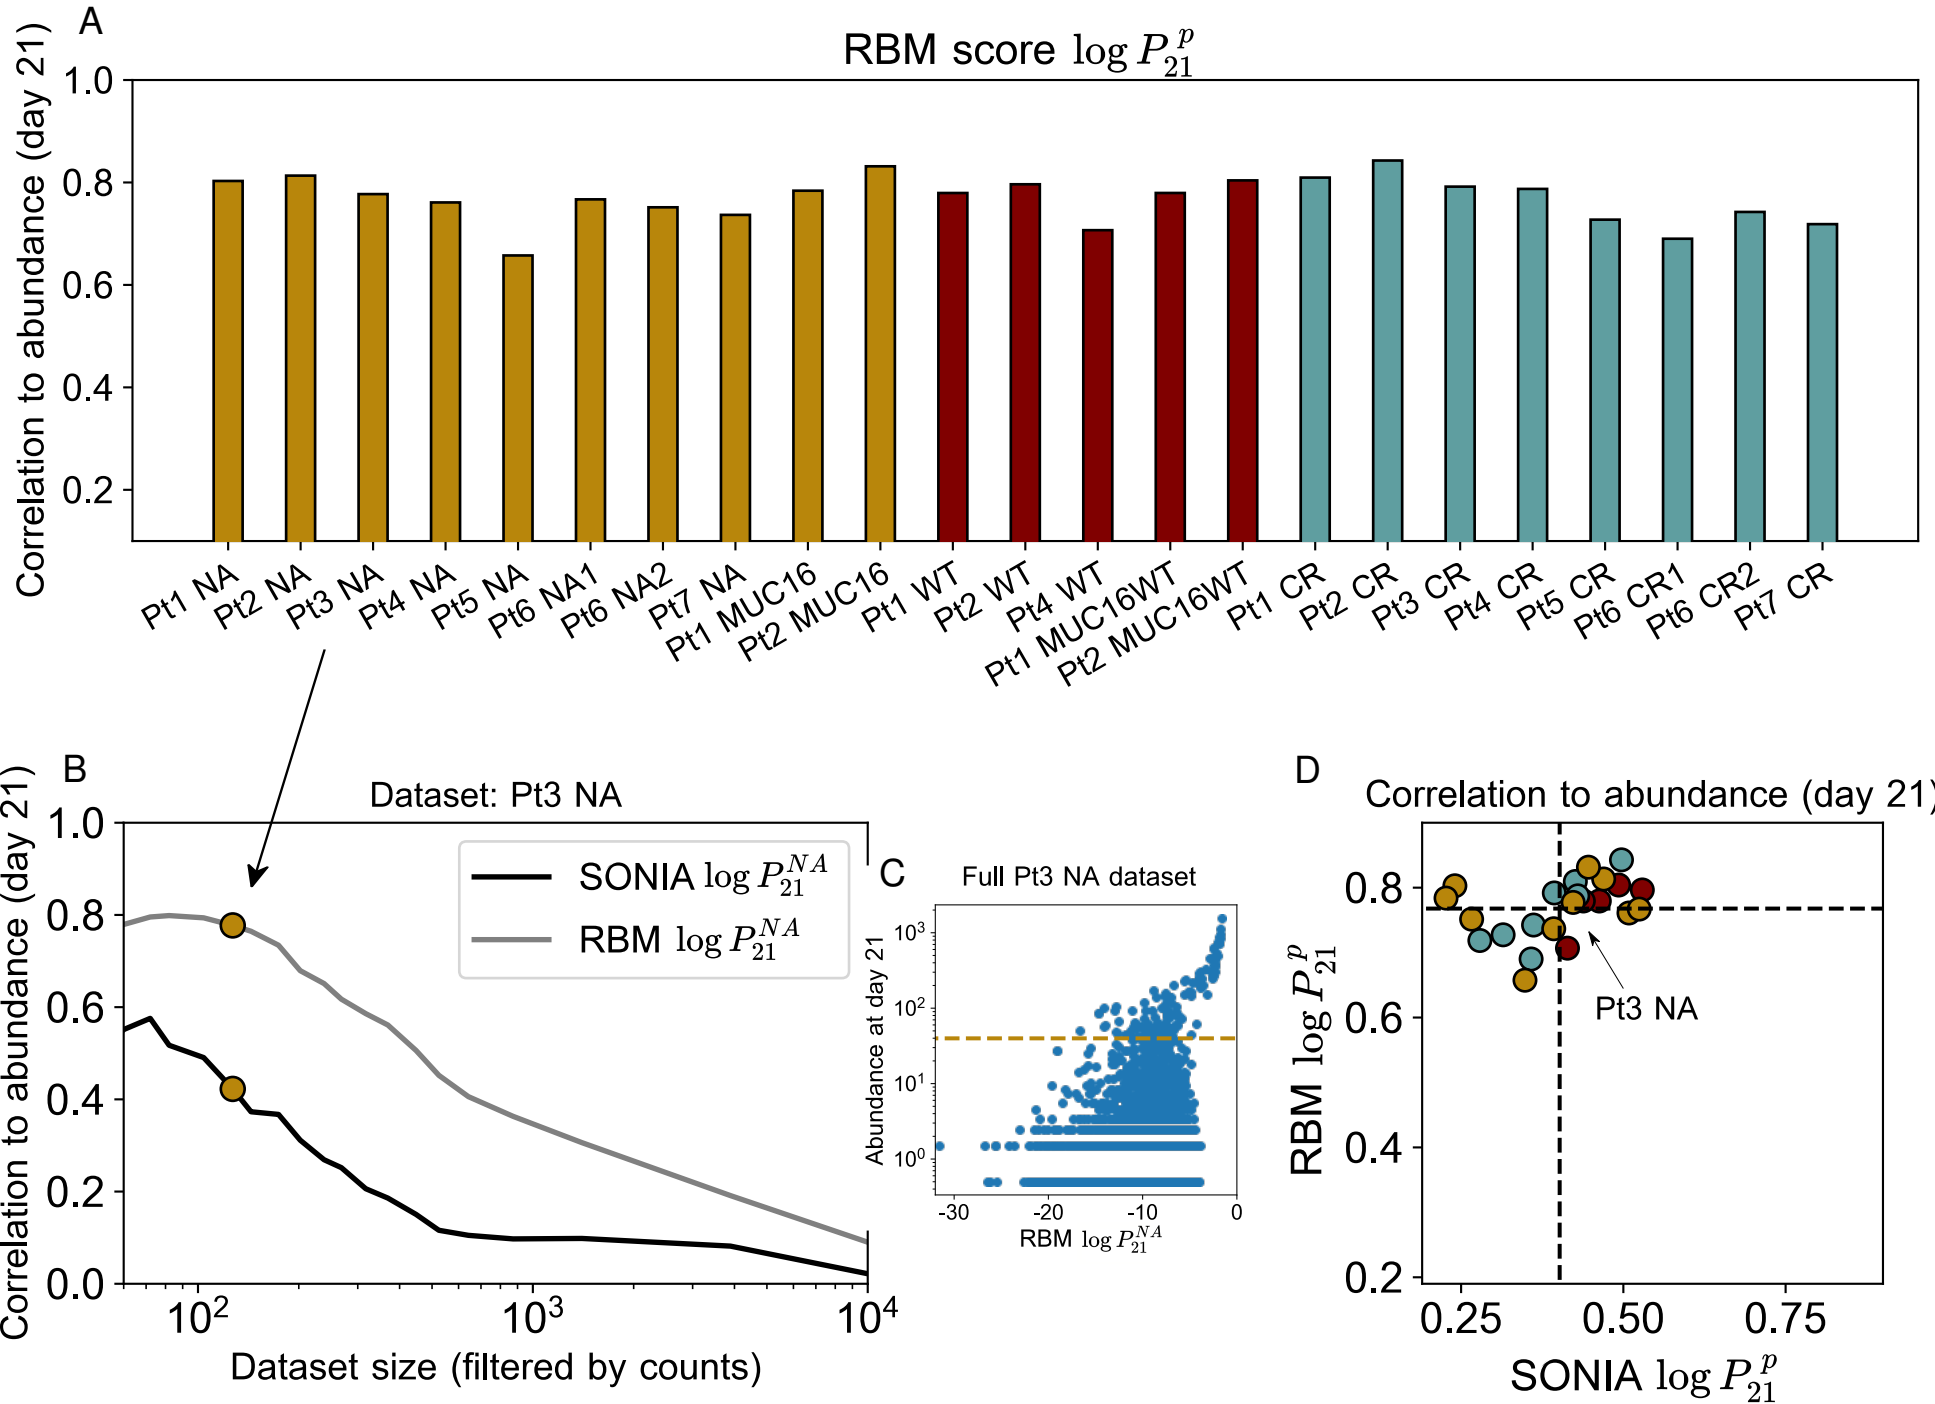 A
RBM score log P_21^p
Correlation to abundance (day 21)
1.0
0.8
0.6
0.4
0.2
Pt1 NA
Pt2 NA
Pt3 NA
Pt4 NA
Pt5 NA
Pt6 NA1
Pt6 NA2
Pt7 NA
Pt1 MUC16
Pt2 MUC16
Pt1 WT
Pt2 WT
Pt4 WT
Pt1 MUC16WT
Pt2 MUC16WT
Pt1 CR
Pt2 CR
Pt3 CR
Pt4 CR
Pt5 CR
Pt6 CR1
Pt6 CR2
Pt7 CR
B
Dataset: Pt3 NA
Correlation to abundance (day 21)
1.0
0.8
0.6
0.4
0.2
0.0
SONIA log P_21^NA
RBM log P_21^NA
10^2
10^3
10^4
Dataset size (filtered by counts)
C
Full Pt3 NA dataset
Abundance at day 21
10^3
10^2
10^1
10^0
-30
-20
-10
0
RBM log P_21^NA
D
Correlation to abundance (day 21)
RBM log P_21^p
0.8
0.6
0.4
0.2
Pt3 NA
0.25
0.50
0.75
SONIA log P_21^p